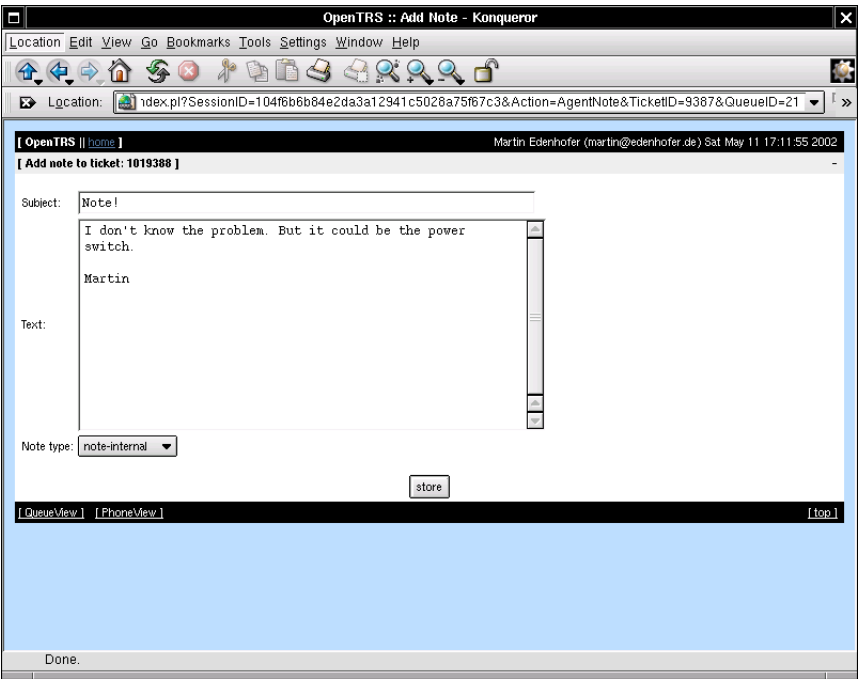 OpenTRS :: Add Note - Konqueror
Location Edit View Go Bookmarks Tools Settings Window Help
Location: ndex.pl?SessionID=104f6b6b84e2da3a12941c5028a75f67c3&Action=AgentNote&TicketID=9387&QueueID=21
[ OpenTRS || home ] Martin Edenhofer (martin@edenhofer.de) Sat May 11 17:11:55 2002
[ Add note to ticket: 1019388 ] -
Subject: Note!
I don't know the problem. But it could be the power
switch.
Martin
Text:
Note type: note-internal
store
[ QueueView ] [ PhoneView ] [ top ]
Done.